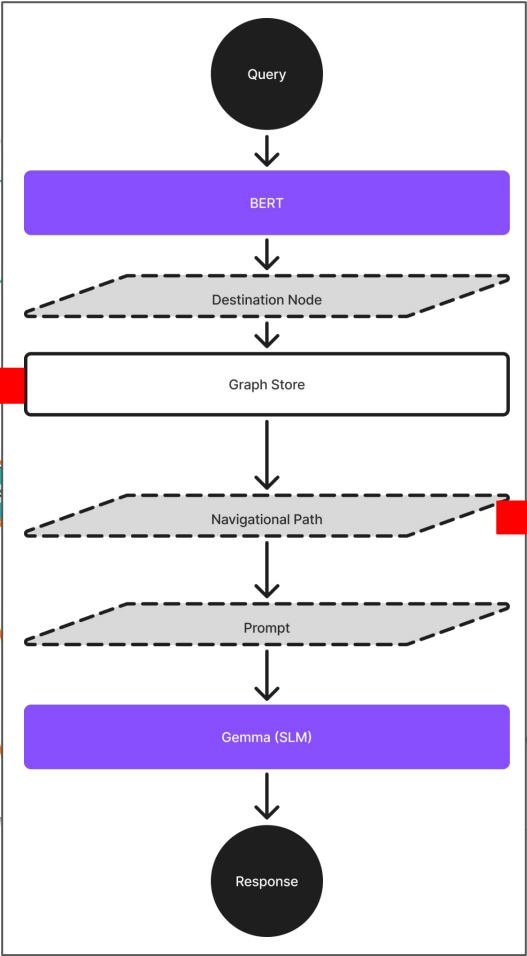 Query
BERT
Destination Node
Graph Store
Navigational Path
Prompt
Gemma (SLM)
Response